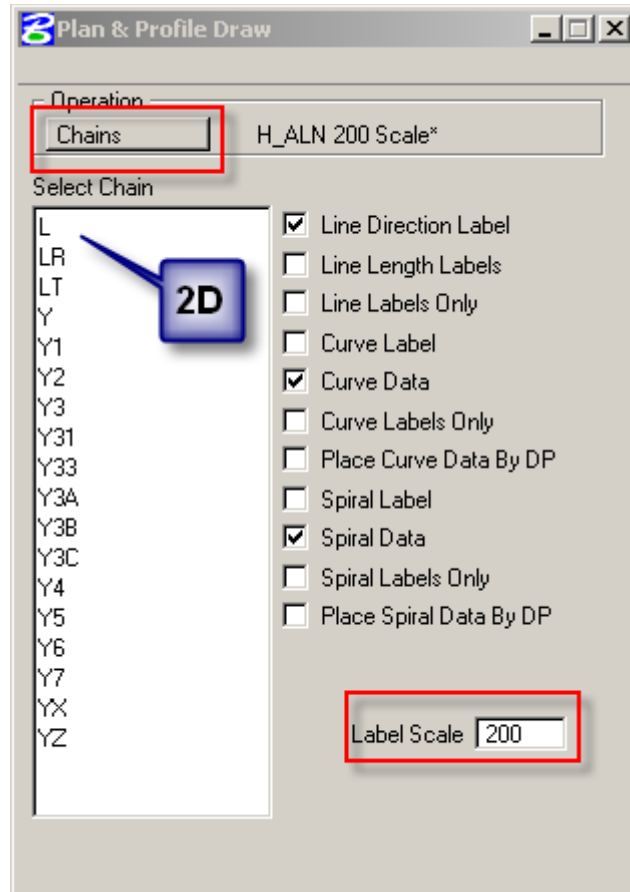 Plan & Profile Draw
Operation
Chains
H_ALN 200 Scale*
Select Chain
L
LR
LT
Y
Y1
Y2
Y3
Y31
Y33
Y3A
Y3B
Y3C
Y4
Y5
Y6
Y7
YX
YZ
2D
Line Direction Label
Line Length Labels
Line Labels Only
Curve Label
Curve Data
Curve Labels Only
Place Curve Data By DP
Spiral Label
Spiral Data
Spiral Labels Only
Place Spiral Data By DP
Label Scale 200